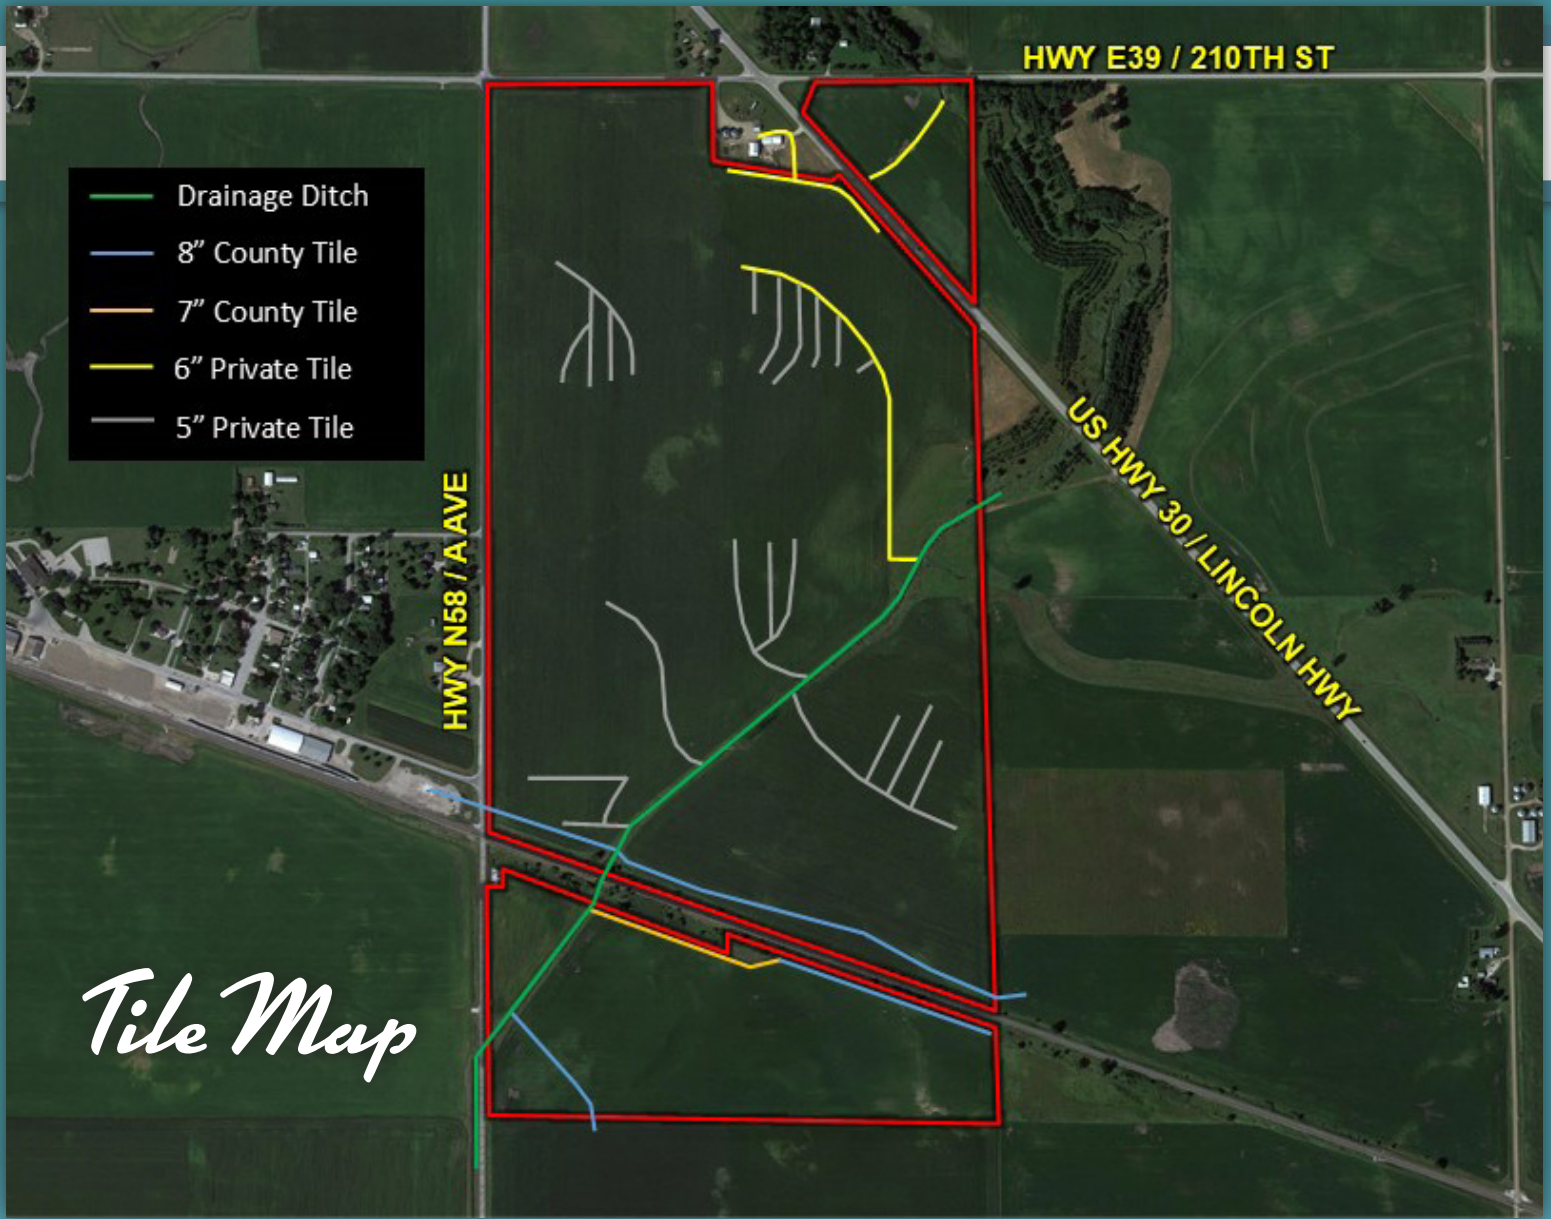 HWY E39 / 210TH ST
Drainage Ditch
8” County Tile
7” County Tile
6” Private Tile
5” Private Tile
US HWY 30 / LINCOLN HWY
HWY N58 / A AVE
Tile Map